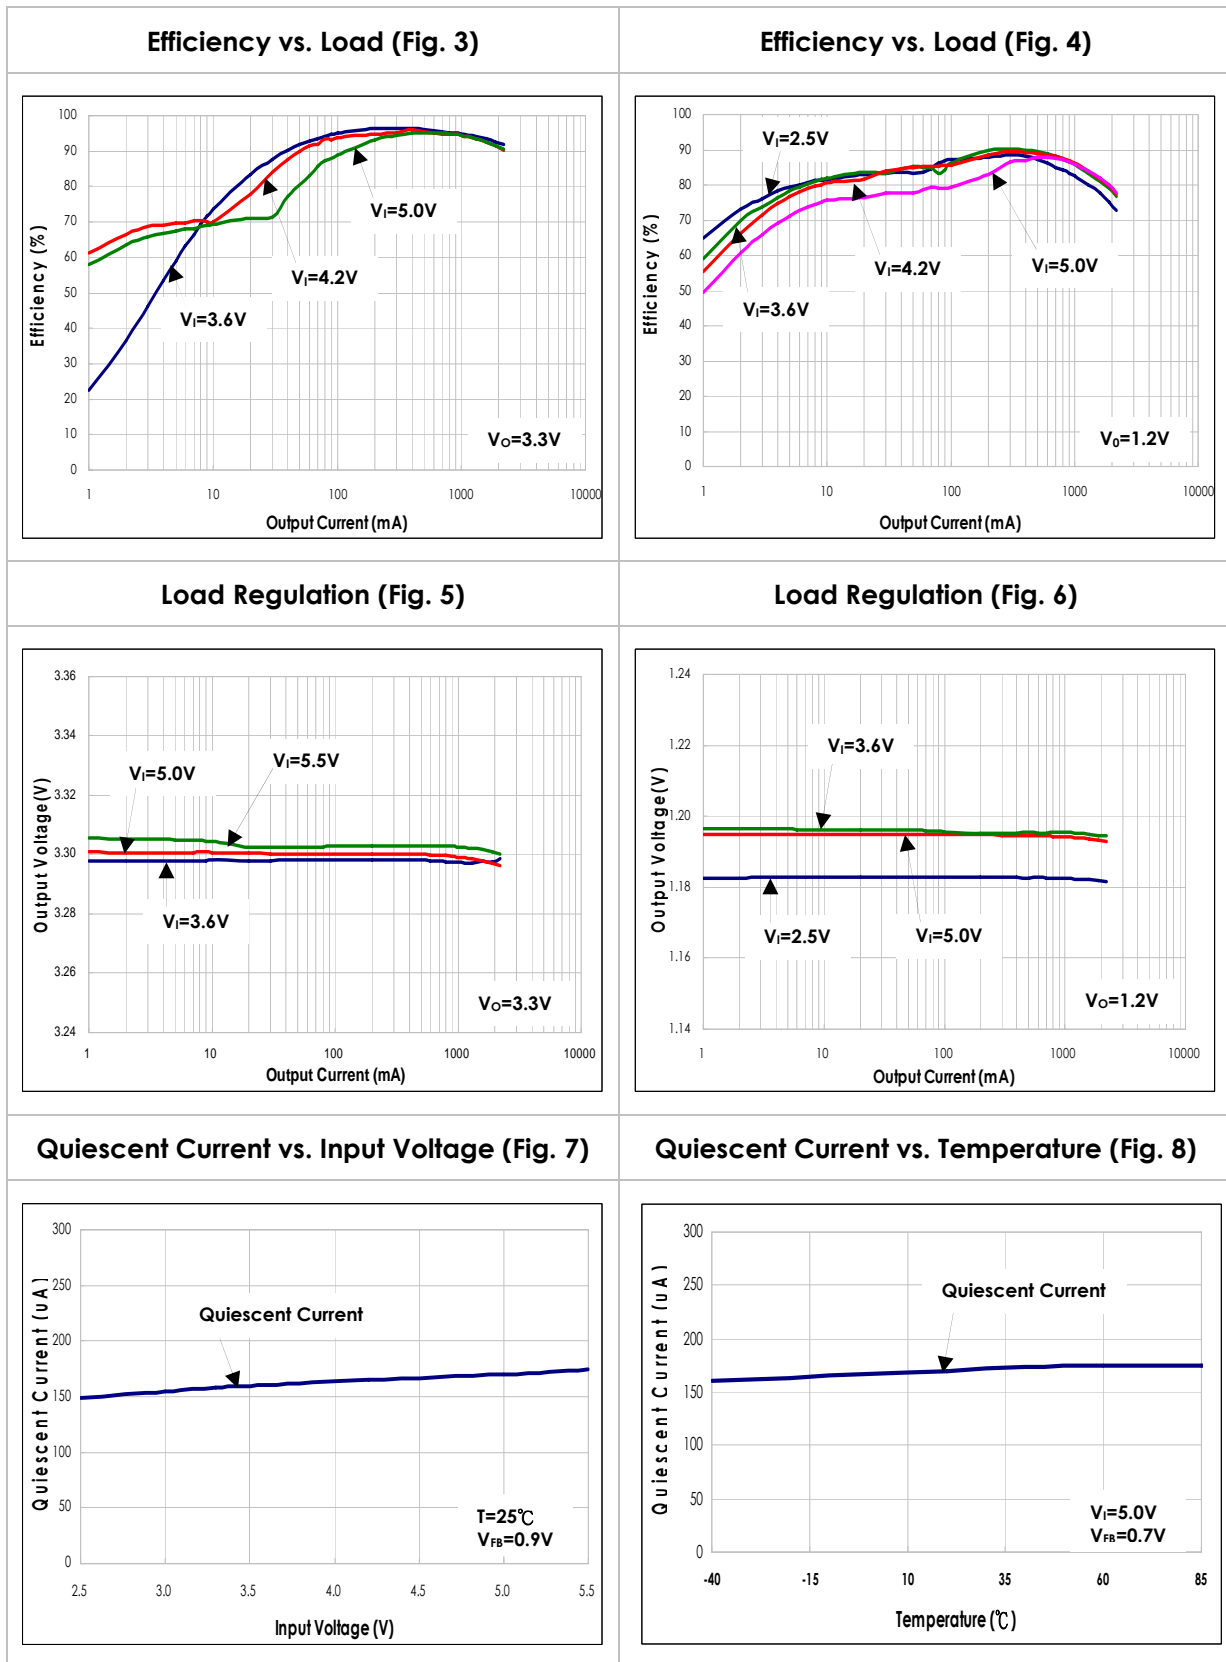 Efficiency vs. Load (Fig. 3)
Efficiency vs. Load (Fig. 4)
100
90
80
70
60
50
40
30
20
10
0
Efficiency (%)
VI=5.0V
VI=4.2V
VI=3.6V
VO=3.3V
1
10
100
1000
10000
Output Current (mA)
100
90
80
70
60
50
40
30
20
10
0
Efficiency (%)
VI=2.5V
VI=4.2V
VI=5.0V
VI=3.6V
V0=1.2V
1
10
100
1000
10000
Output Current (mA)
Load Regulation (Fig. 5)
Load Regulation (Fig. 6)
3.36
3.34
3.32
3.30
3.28
3.26
3.24
Output Voltage(V)
VI=5.5V
VI=5.0V
VI=3.6V
VO=3.3V
1
10
100
1000
10000
Output Current (mA)
1.24
1.22
1.20
1.18
1.16
1.14
Output Voltage(V)
VI=3.6V
VI=2.5V
VI=5.0V
VO=1.2V
1
10
100
1000
10000
Output Current (mA)
Quiescent Current vs. Input Voltage (Fig. 7)
Quiescent Current vs. Temperature (Fig. 8)
300
250
200
150
100
50
0
Quiescent Current (uA)
Quiescent Current
T=25℃
VFB=0.9V
2.5
3.0
3.5
4.0
4.5
5.0
5.5
Input Voltage (V)
300
250
200
150
100
50
0
Quiescent Current (uA)
Quiescent Current
VI=5.0V
VFB=0.7V
-40
-15
10
35
60
85
Temperature (℃)